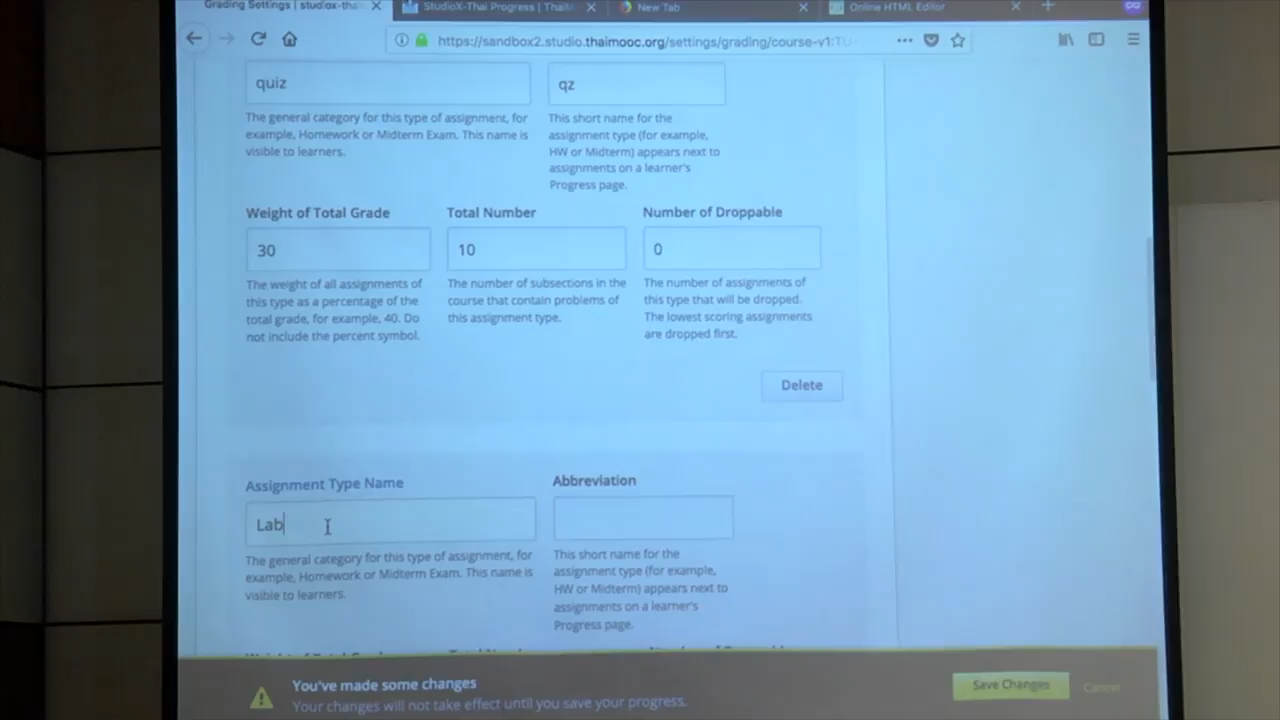 Grading Settings | studiox-tha
StudioX-Thai Progress | Thai
New Tab
Online HTML Editor
https://sandbox2.studio.thaimooc.org/settings/grading/course-v1:TU
quiz
qz
The general category for this type of assignment, for
example, Homework or Midterm Exam. This name is
visible to learners.
This short name for the
assignment type (for example,
HW or Midterm) appears next to
assignments on a learner's
Progress page.
Weight of Total Grade
Total Number
Number of Droppable
30
10
0
The weight of all assignments of
this type as a percentage of the
total grade, for example, 40. Do
not include the percent symbol.
The number of subsections in the
course that contain problems of
this assignment type.
The number of assignments of
this type that will be dropped.
The lowest scoring assignments
are dropped first.
Delete
Assignment Type Name
Abbreviation
Lab
The general category for this type of assignment, for
example, Homework or Midterm Exam. This name is
visible to learners.
This short name for the
assignment type (for example,
HW or Midterm) appears next to
assignments on a learner's
Progress page.
You've made some changes
Your changes will not take effect until you save your progress.
Save Changes
Cancel